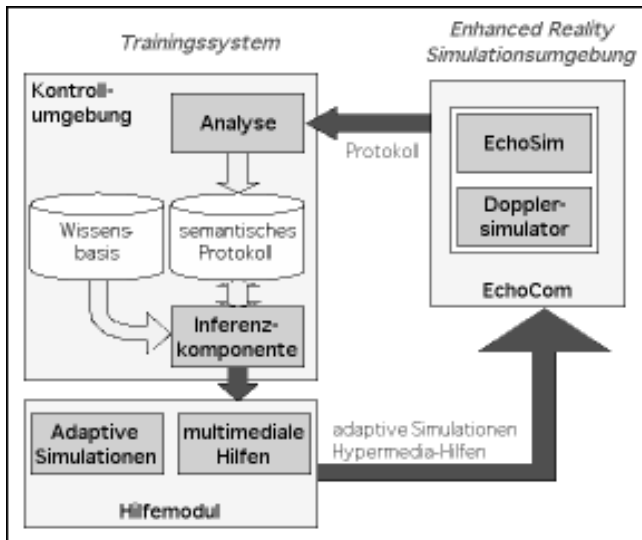 Trainingssystem
Enhanced Reality
Simulationsumgebung
Kontroll-
umgebung
Analyse
Protokoll
EchoSim
Doppler-
simulator
EchoCom
Wissens-
basis
semantisches
Protokoll
Inferenz-
komponente
Adaptive
Simulationen
multimediale
Hilfen
Hilfemodul
adaptive Simulationen
Hypermedia-Hilfen